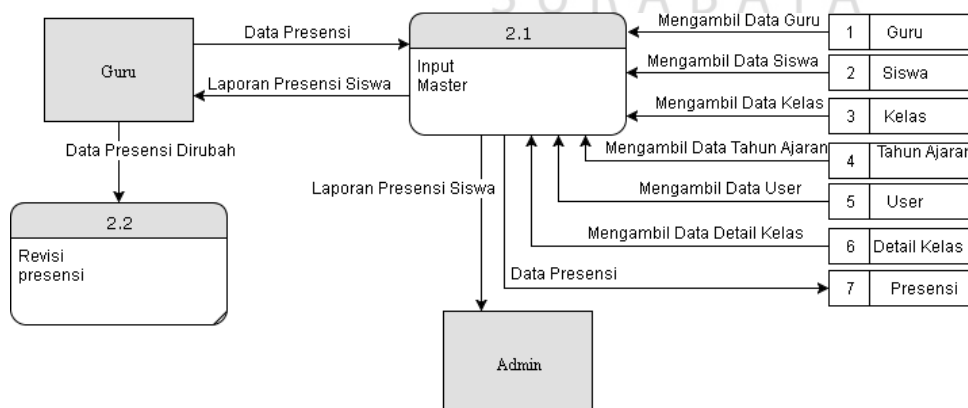 SURABAYA
Guru
Data Presensi
Laporan Presensi Siswa
2.1
Input
Master
Mengambil Data Guru
1 Guru
Mengambil Data Siswa
2 Siswa
Mengambil Data Kelas
3 Kelas
Mengambil Data Tahun Ajaran
4 Tahun Ajaran
Mengambil Data User
5 User
Mengambil Data Detail Kelas
6 Detail Kelas
Data Presensi
7 Presensi
Data Presensi Dirubah
Laporan Presensi Siswa
2.2
Revisi
presensi
Admin